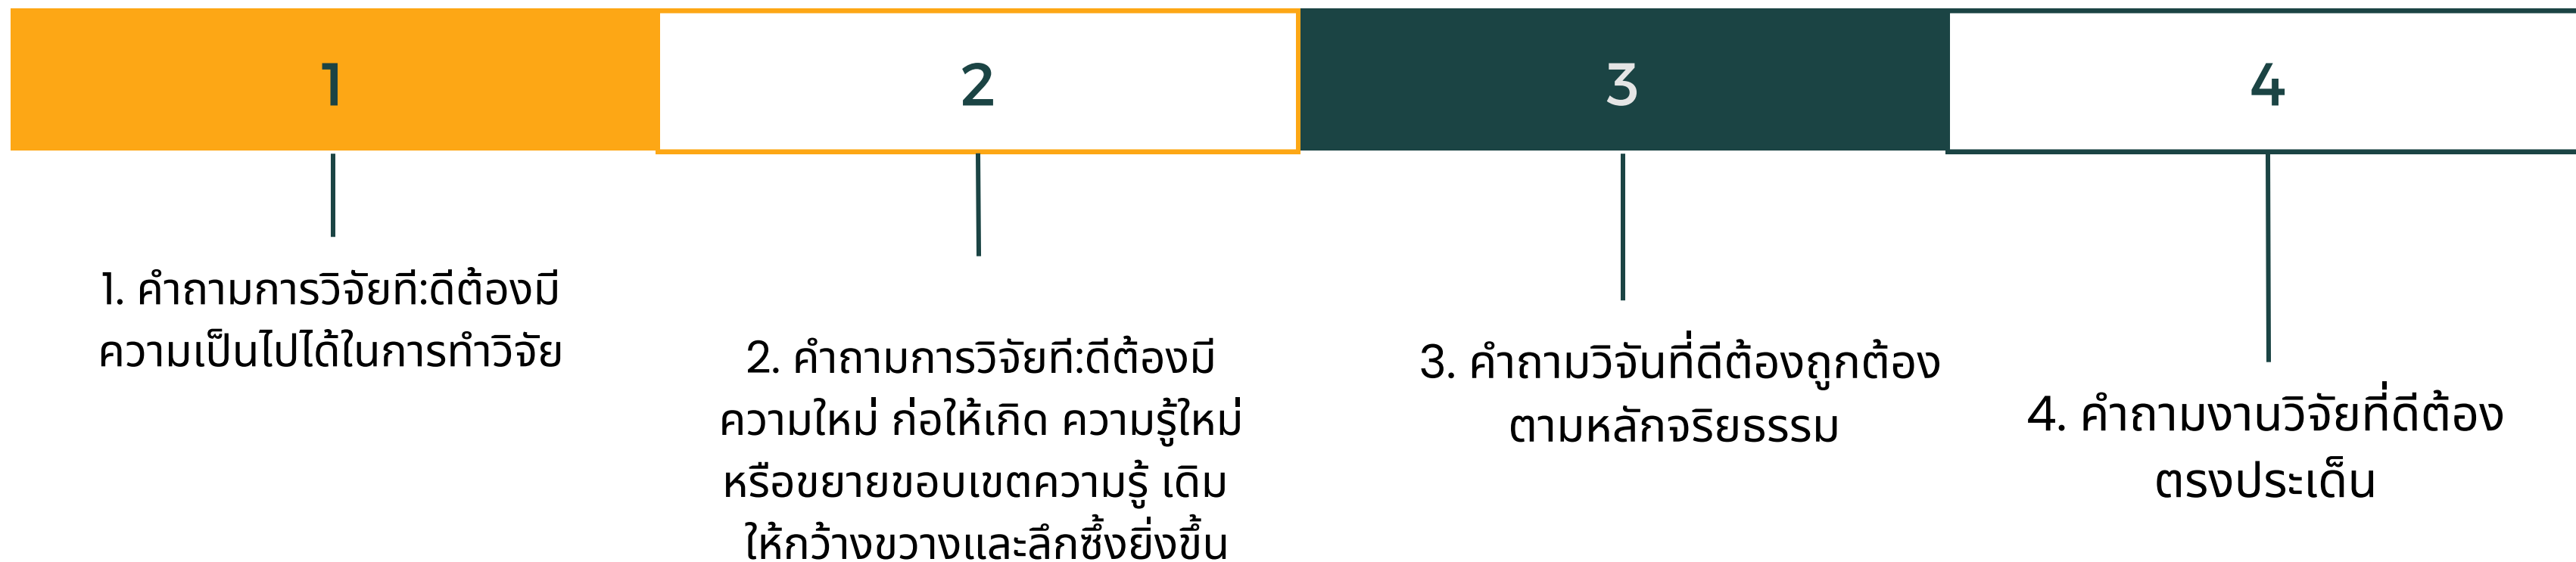 1
2
3
4
1. คำถามการวิจัยที:ดีต้องมี
ความเป็นไปได้ในการทำวิจัย
2. คำถามการวิจัยที:ดีต้องมี
ความใหม่ ก่อให้เกิด ความรู้ใหม่
หรือขยายขอบเขตความรู้ เดิม
ให้กว้างขวางและลึกซึ้งยิ่งขึ้น
3. คำถามวิจันที่ดีต้องถูกต้อง
ตามหลักจริยธรรม
4. คำถามงานวิจัยที่ดีต้อง
ตรงประเด็น